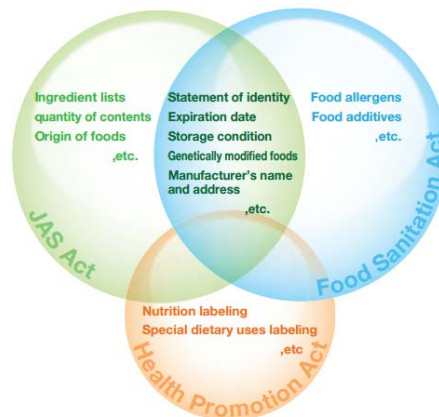 Ingredient lists
quantity of contents
Origin of foods
,etc.
JAS Act
Statement of identity
Expiration date
Storage condition
Genetically modified foods
Manufacturer's name
and address
,etc.
Food allergens
Food additives
,etc.
Food Sanitation Act
Nutrition labeling
Special dietary uses labeling
,etc
Health Promotion Act